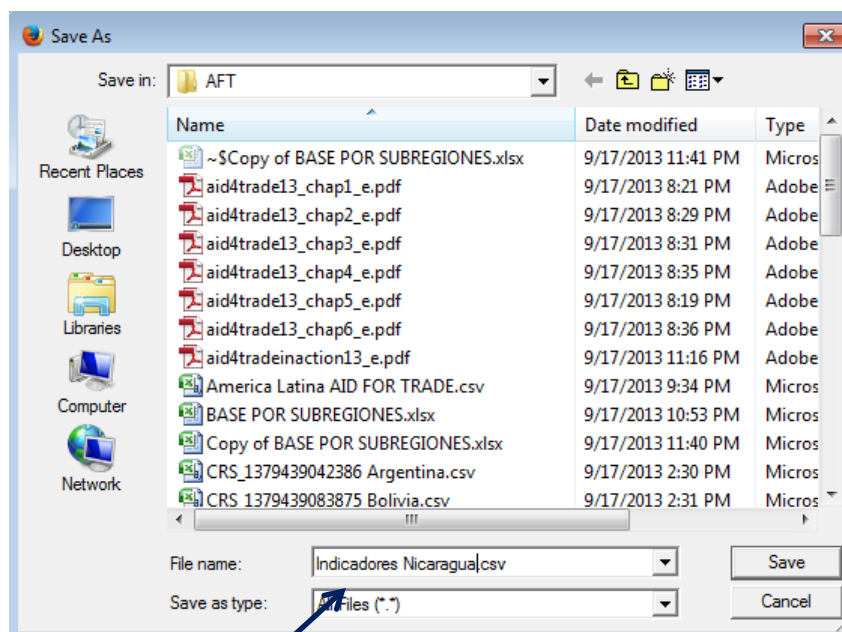 Save As
Save in: AFT
Name Date modified Type
~$Copy of BASE POR SUBREGIONES.xlsx 9/17/2013 11:41 PM Micros
aid4trade13_chap1_e.pdf 9/17/2013 8:21 PM Adobe
aid4trade13_chap2_e.pdf 9/17/2013 8:29 PM Adobe
aid4trade13_chap3_e.pdf 9/17/2013 8:31 PM Adobe
aid4trade13_chap4_e.pdf 9/17/2013 8:35 PM Adobe
aid4trade13_chap5_e.pdf 9/17/2013 8:19 PM Adobe
aid4trade13_chap6_e.pdf 9/17/2013 8:36 PM Adobe
aid4tradeinaction13_e.pdf 9/17/2013 11:16 PM Adobe
America Latina AID FOR TRADE.csv 9/17/2013 9:34 PM Micros
BASE POR SUBREGIONES.xlsx 9/17/2013 10:53 PM Micros
Copy of BASE POR SUBREGIONES.xlsx 9/17/2013 11:40 PM Micros
CRS_1379439042386 Argentina.csv 9/17/2013 2:30 PM Micros
CRS_1379439083875 Bolivia.csv 9/17/2013 2:31 PM Micros
Recent Places
Desktop
Libraries
Computer
Network
File name: Indicadores Nicaragua.csv Save
Save as type: All Files (*.*) Cancel